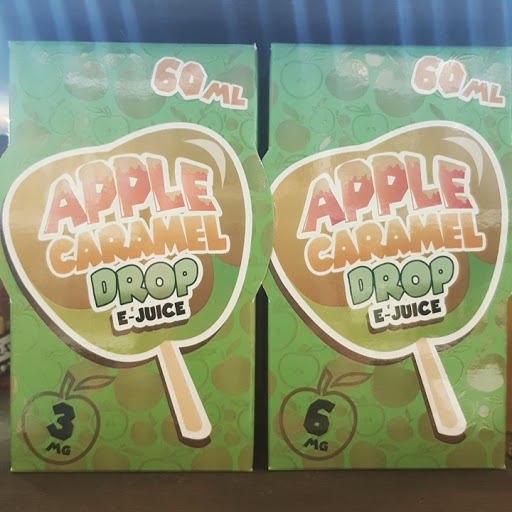 60ML
APPLE
CARAMEL
DROP
E-JUICE
3
MG
60ML
APPLE
CARAMEL
DROP
E-JUICE
6
MG